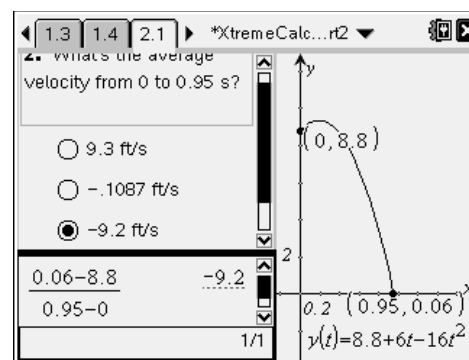 1.3 1.4 2.1 *XtremeCalc...rt2
2. What's the average
velocity from 0 to 0.95 s?
9.3 ft/s
-.1087 ft/s
-9.2 ft/s
0.06-8.8
0.95-0
-9.2
1/1
y
(0,8.8)
2
x
0.2
(0.95,0.06)
y(t)=8.8+6t-16t²